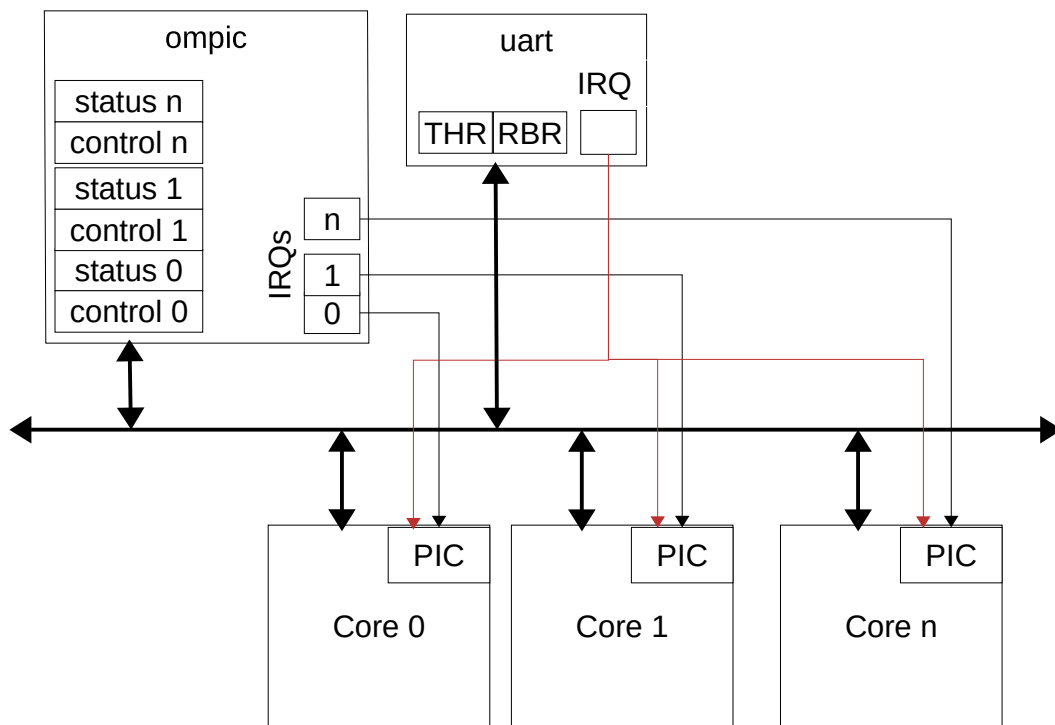 ompic
status n
control n
status 1
control 1
status 0
control 0
IRQs
n
1
0
uart
IRQ
THR RBR
PIC
Core 0
PIC
Core 1
PIC
Core n